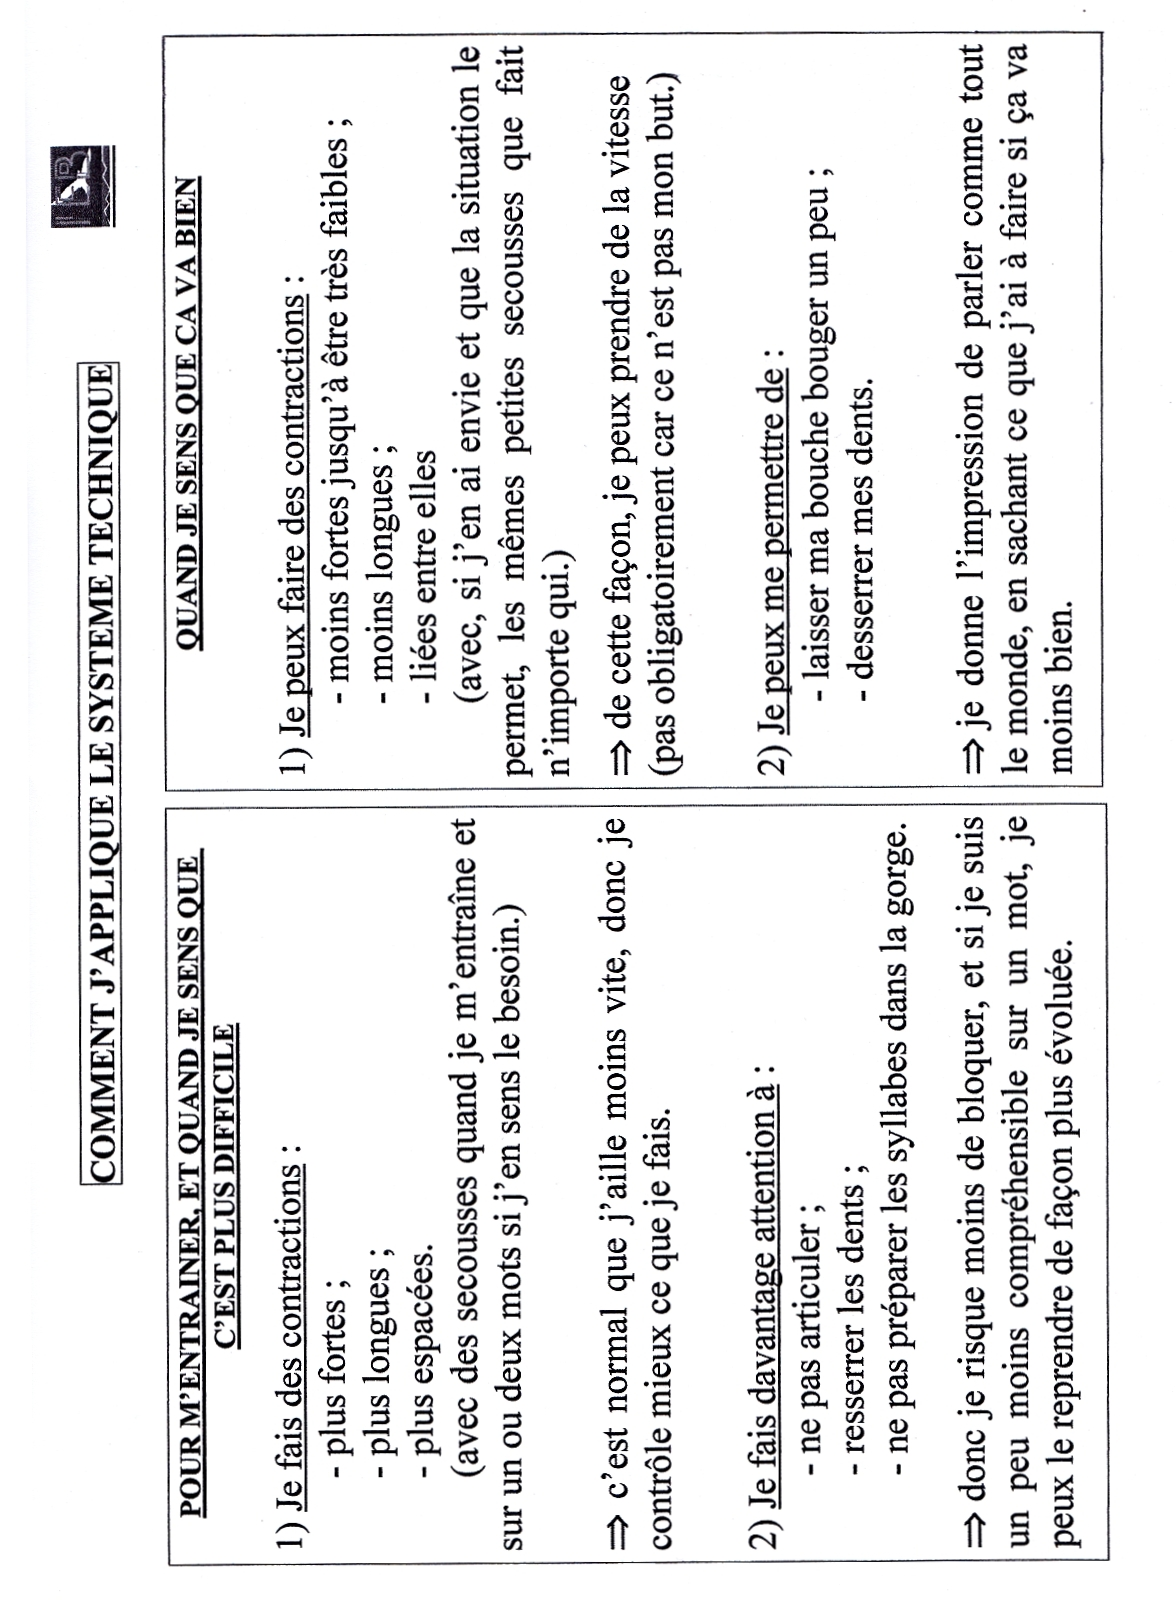 COMMENT J'APPLIQUE LE SYSTEME TECHNIQUE
POUR M'ENTRAINER, ET QUAND JE SENS QUE
C'EST PLUS DIFFICILE
1) Je fais des contractions :
- plus fortes ;
- plus longues ;
- plus espacées.
(avec des secousses quand je m'entraîne et
sur un ou deux mots si j'en sens le besoin.)
⇒ c'est normal que j'aille moins vite, donc je
contrôle mieux ce que je fais.
2) Je fais davantage attention à :
- ne pas articuler ;
- resserrer les dents ;
- ne pas préparer les syllabes dans la gorge.
⇒ donc je risque moins de bloquer, et si je suis
un peu moins compréhensible sur un mot, je
peux le reprendre de façon plus évoluée.
QUAND JE SENS QUE CA VA BIEN
1) Je peux faire des contractions :
- moins fortes jusqu'à être très faibles ;
- moins longues ;
- liées entre elles
(avec, si j'en ai envie et que la situation le
permet, les mêmes petites secousses que fait
n'importe qui.)
⇒ de cette façon, je peux prendre de la vitesse
(pas obligatoirement car ce n'est pas mon but.)
2) Je peux me permettre de :
- laisser ma bouche bouger un peu ;
- desserrer mes dents.
⇒ je donne l'impression de parler comme tout
le monde, en sachant ce que j'ai à faire si ça va
moins bien.